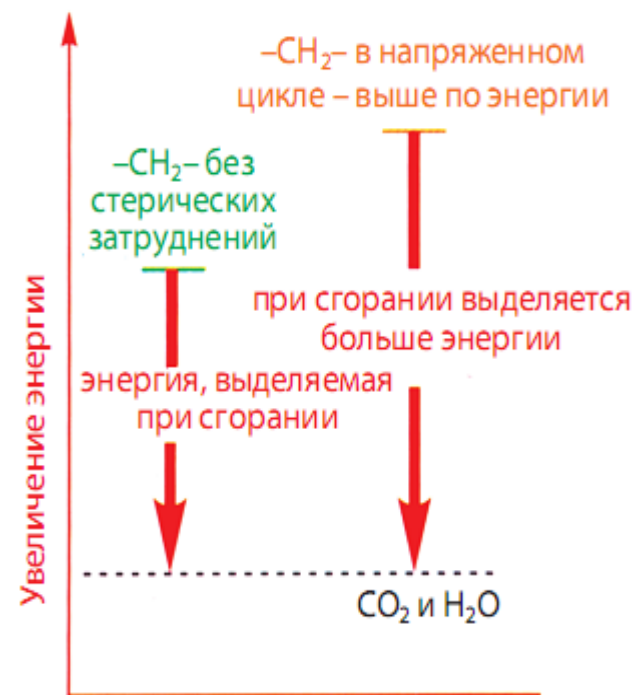 –CH₂– в напряженном
цикле – выше по энергии
–CH₂– без
стерических
затруднений
при сгорании выделяется
больше энергии
энергия, выделяемая
при сгорании
Увеличение энергии
CO₂ и H₂O